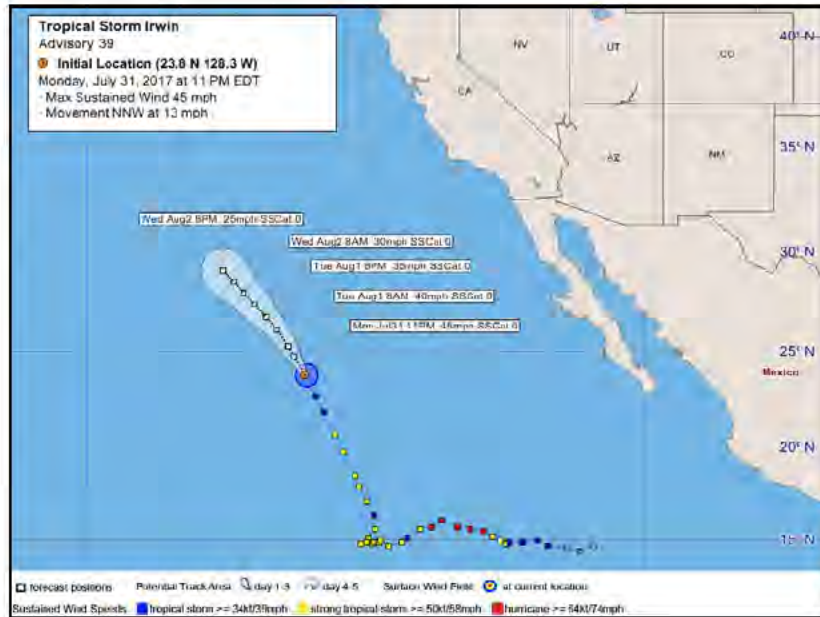 Tropical Storm Irwin
Advisory 39
Initial Location (23.8 N 128.3 W)
Monday, July 31, 2017 at 11 PM EDT
- Max Sustained Wind 45 mph
- Movement NNW at 13 mph
NV
UT
CO
CA
AZ
NM
40° N
35° N
30° N
25° N
20° N
15° N
Mexico
Wed Aug2 8PM 25mph SSCat 0
Wed Aug2 8AM 30mph SSCat 0
Tue Aug1 8PM 35mph SSCat 0
Tue Aug1 8AM 40mph SSCat 0
Mon Jul31 11PM 45mph SSCat 0
forecast positions Potential Track Area day 1-3 day 4-5 Surface Wind Field at current location
Sustained Wind Speeds tropical storm >= 34kt/39mph strong tropical storm >= 50kt/58mph hurricane >= 64kt/74mph